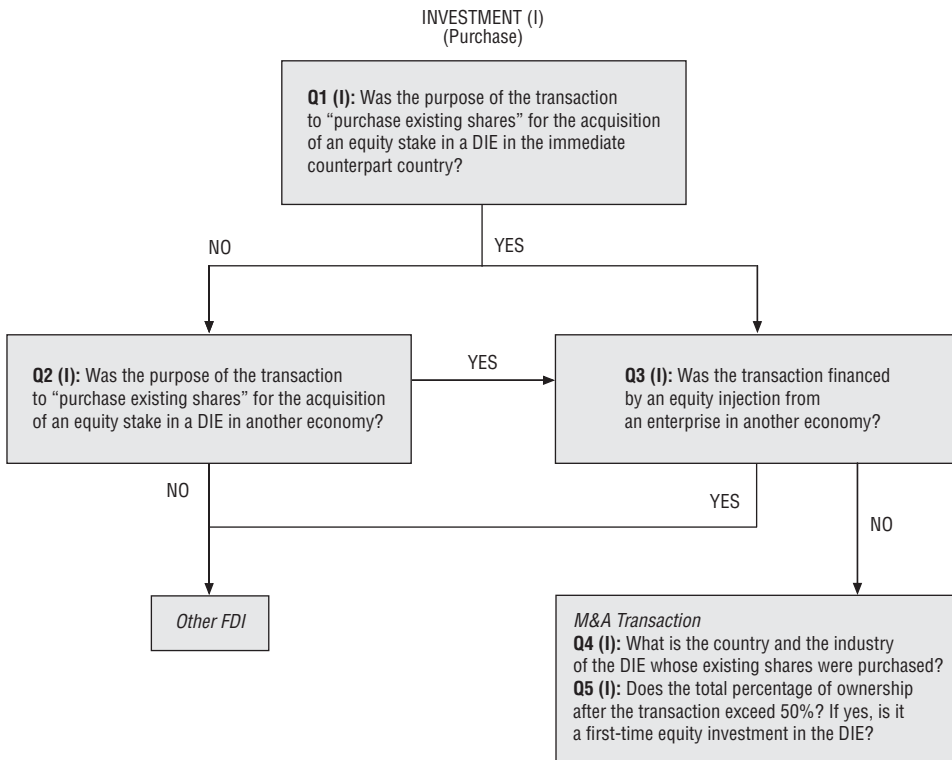 INVESTMENT (I)
(Purchase)
Q1 (I): Was the purpose of the transaction
to “purchase existing shares” for the acquisition
of an equity stake in a DIE in the immediate
counterpart country?
NO
YES
Q2 (I): Was the purpose of the transaction
to “purchase existing shares” for the acquisition
of an equity stake in a DIE in another economy?
YES
Q3 (I): Was the transaction financed
by an equity injection from
an enterprise in another economy?
NO
YES
NO
Other FDI
M&A Transaction
Q4 (I): What is the country and the industry
of the DIE whose existing shares were purchased?
Q5 (I): Does the total percentage of ownership
after the transaction exceed 50%? If yes, is it
a first-time equity investment in the DIE?